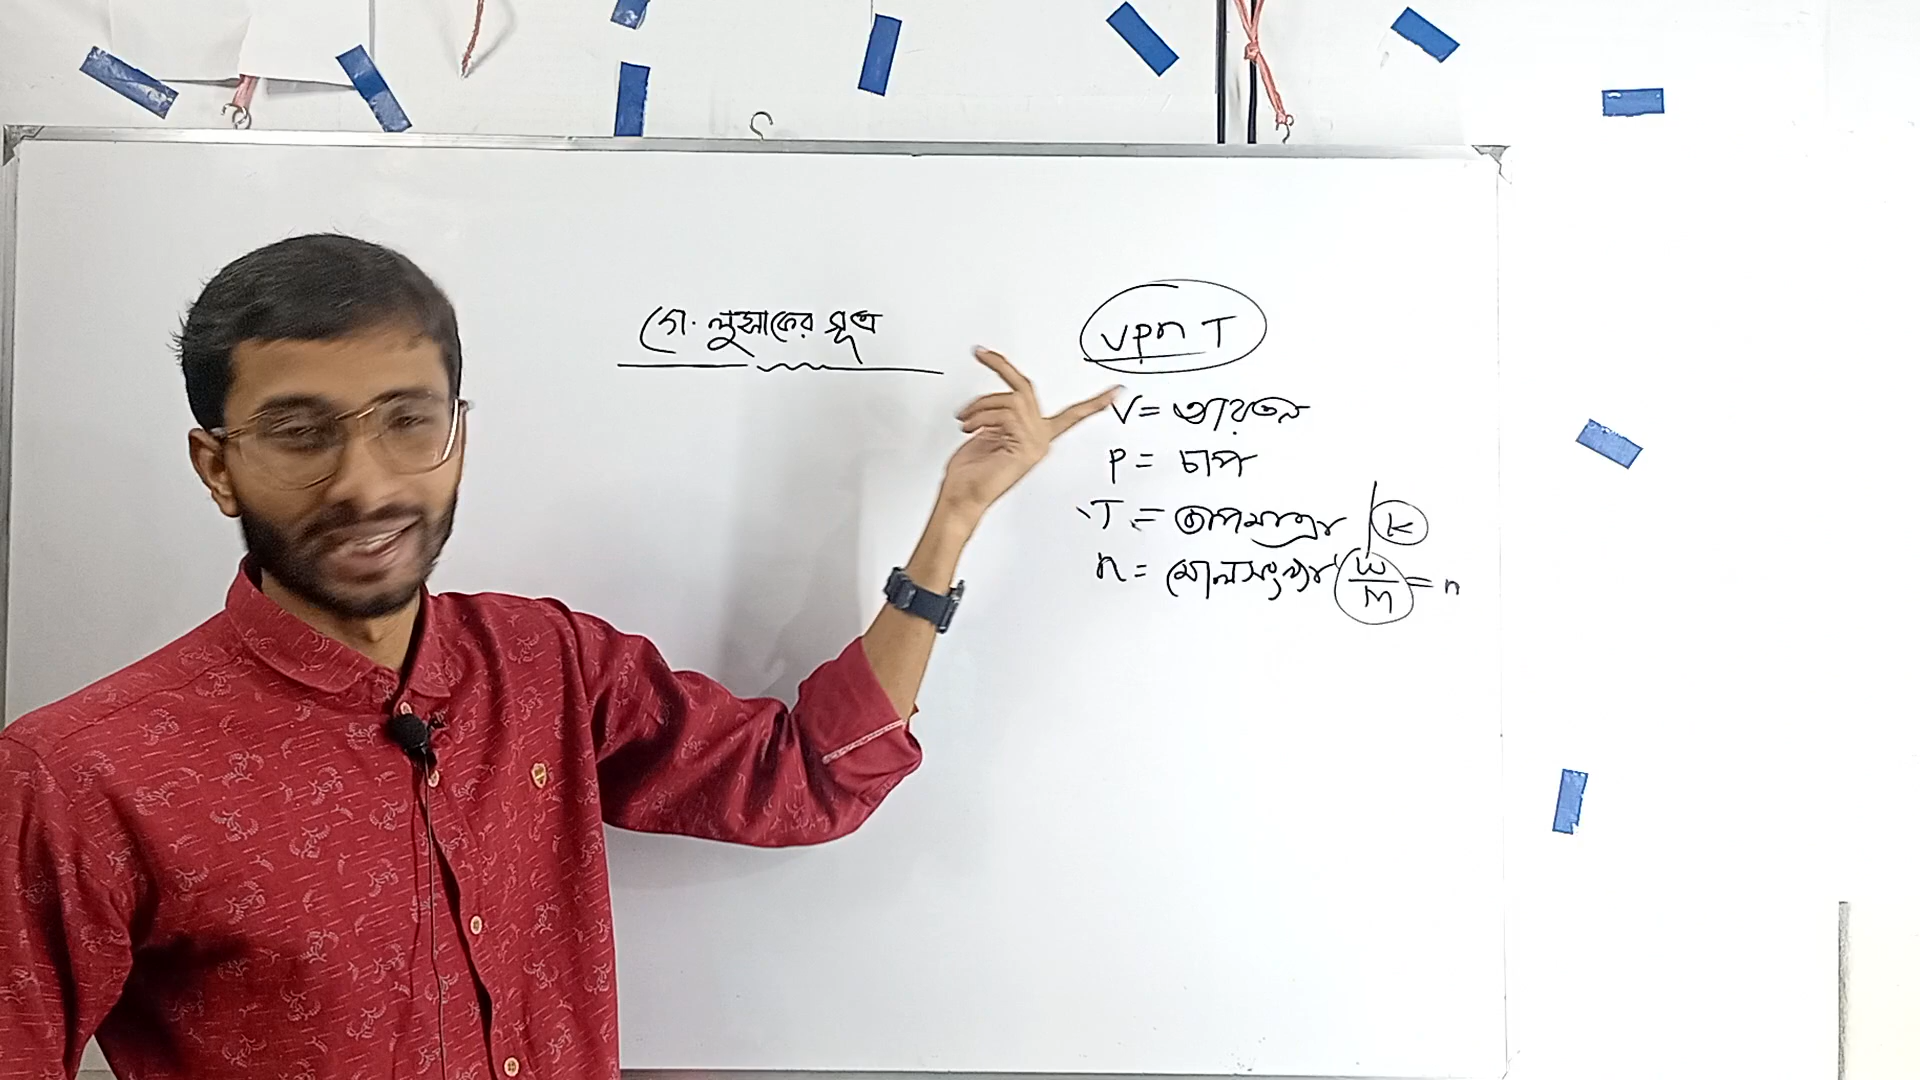 গে. লুসাকের সূত্র
VPnT
V = আয়তন
P = চাপ
T = তাপমাত্রা | K
n = মোলসংখ্যা W/M = n